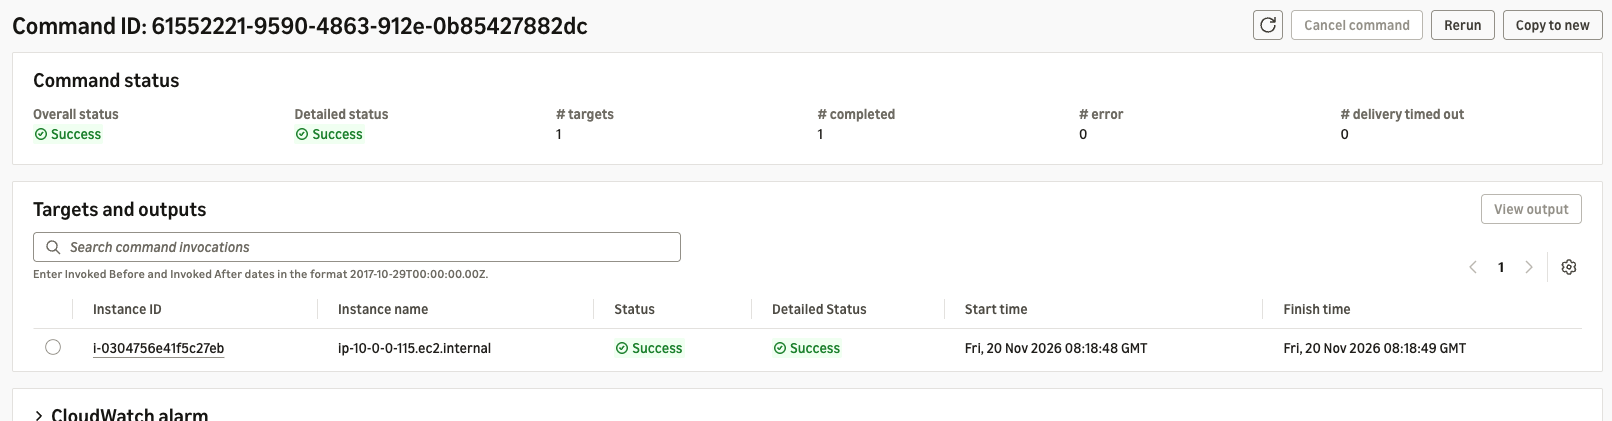 Command ID: 61552221-9590-4863-912e-0b85427882dc
Cancel command
Rerun
Copy to new
Command status
Overall status
Success
Detailed status
Success
# targets
1
# completed
1
# error
0
# delivery timed out
0
Targets and outputs
View output
Search command invocations
Enter Invoked Before and Invoked After dates in the format 2017-10-29T00:00:00.00Z.
1
Instance ID Instance name Status Detailed Status Start time Finish time
i-0304756e41f5c27eb ip-10-0-0-115.ec2.internal Success Success Fri, 20 Nov 2026 08:18:48 GMT Fri, 20 Nov 2026 08:18:49 GMT
CloudWatch alarm